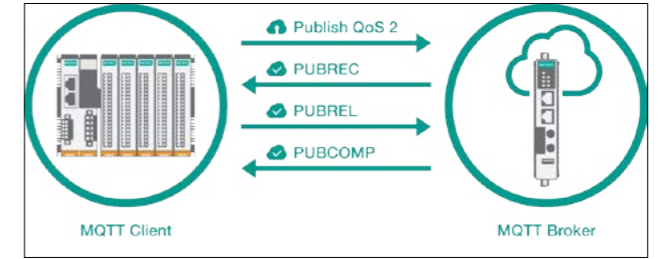 Publish QoS 2
PUBREC
PUBREL
PUBCOMP
MQTT Client
MQTT Broker